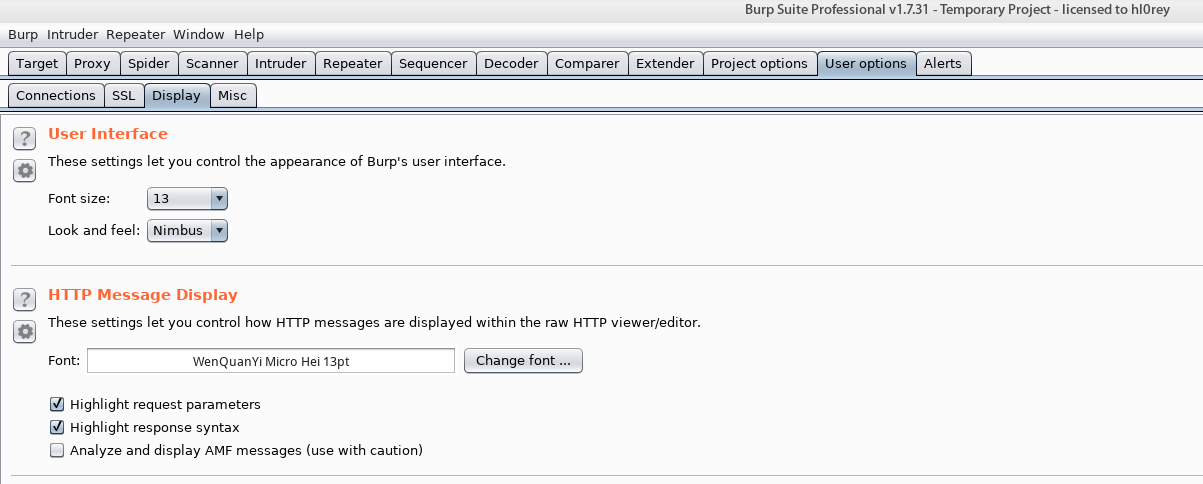 Burp Suite Professional v1.7.31 - Temporary Project - licensed to hl0rey
Burp Intruder Repeater Window Help
Target Proxy Spider Scanner Intruder Repeater Sequencer Decoder Comparer Extender Project options User options Alerts
Connections SSL Display Misc
? User Interface
These settings let you control the appearance of Burp's user interface.
Font size: 13
Look and feel: Nimbus
? HTTP Message Display
These settings let you control how HTTP messages are displayed within the raw HTTP viewer/editor.
Font: WenQuanYi Micro Hei 13pt Change font ...
Highlight request parameters
Highlight response syntax
Analyze and display AMF messages (use with caution)